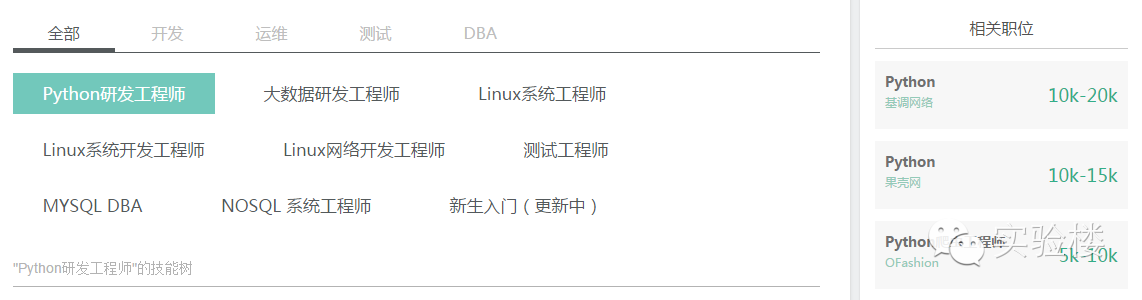 全部 开发 运维 测试 DBA
Python研发工程师 大数据研发工程师 Linux系统工程师
Linux系统开发工程师 Linux网络开发工程师 测试工程师
MYSQL DBA NOSQL 系统工程师 新生入门（更新中）
"Python研发工程师"的技能树
相关职位
Python
基调网络
10k-20k
Python
果壳网
10k-15k
Python 工程师
OFashion
5k-10k
实验楼